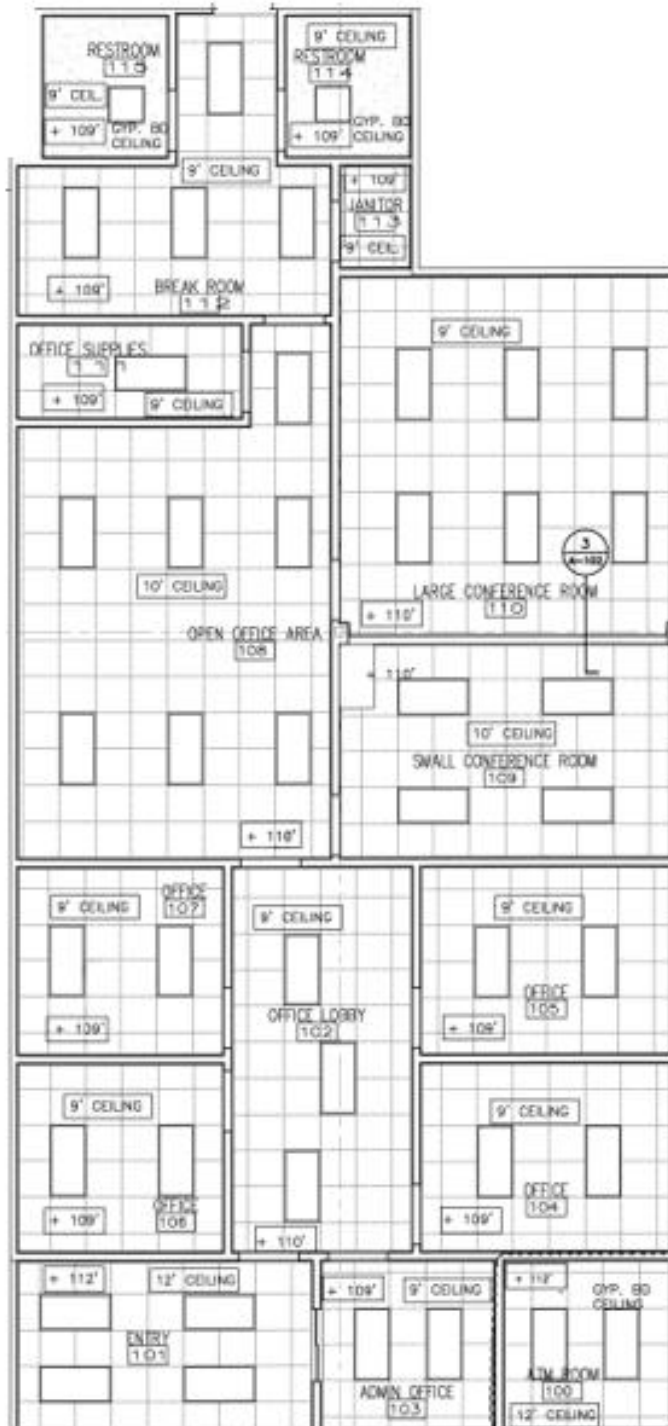 9' CEILING
RESTROOM
115
RESTROOM
114
9' CEIL.
+ 109'
GYP. BD
CEILING
+ 109'
GYP. BD
CEILING
9' CEILING
+ 109'
JANITOR
113
9' CEIL.
+ 109'
BREAK ROOM
112
OFFICE SUPPLIES
111
+ 109'
9' CEILING
9' CEILING
3
A-102
10' CEILING
LARGE CONFERENCE ROOM
110
+ 110'
OPEN OFFICE AREA
108
+ 110'
10' CEILING
SMALL CONFERENCE ROOM
109
+ 110'
OFFICE
107
9' CEILING
9' CEILING
9' CEILING
OFFICE LOBBY
102
OFFICE
105
+ 109'
+ 109'
9' CEILING
9' CEILING
OFFICE
106
OFFICE
104
+ 109'
+ 109'
+ 110'
+ 112'
12' CEILING
+ 109'
9' CEILING
+ 112'
GYP. BD
CEILING
ENTRY
101
ADMIN OFFICE
103
ATM ROOM
100
12' CEILING